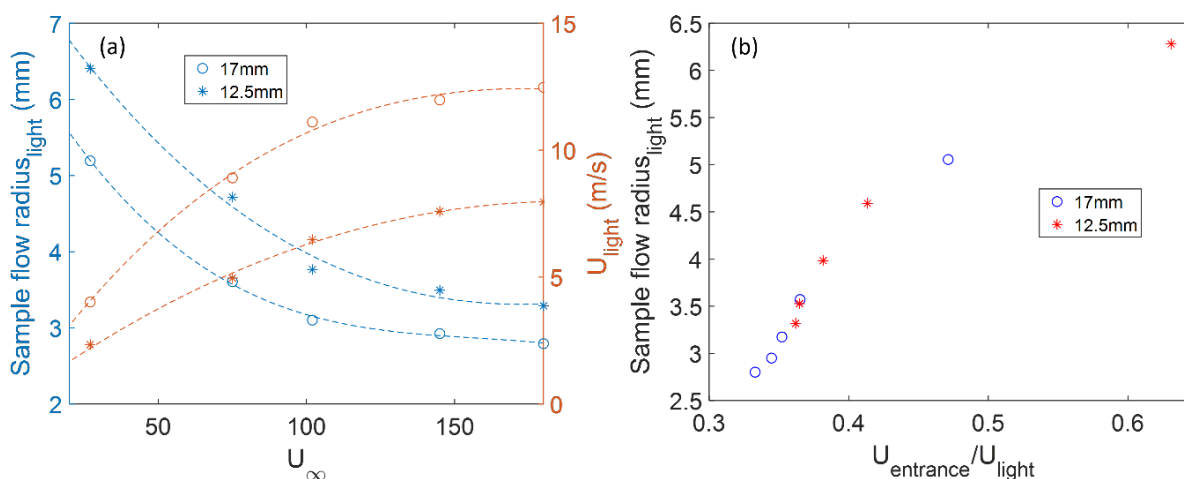 (a)
17mm
12.5mm
Sample flow radius_light (mm)
7
6
5
4
3
2
15
10
5
0
U_light (m/s)
50
100
150
U_∞
(b)
17mm
12.5mm
Sample flow radius_light (mm)
6.5
6
5.5
5
4.5
4
3.5
3
2.5
0.3
0.4
0.5
0.6
U_entrance/U_light